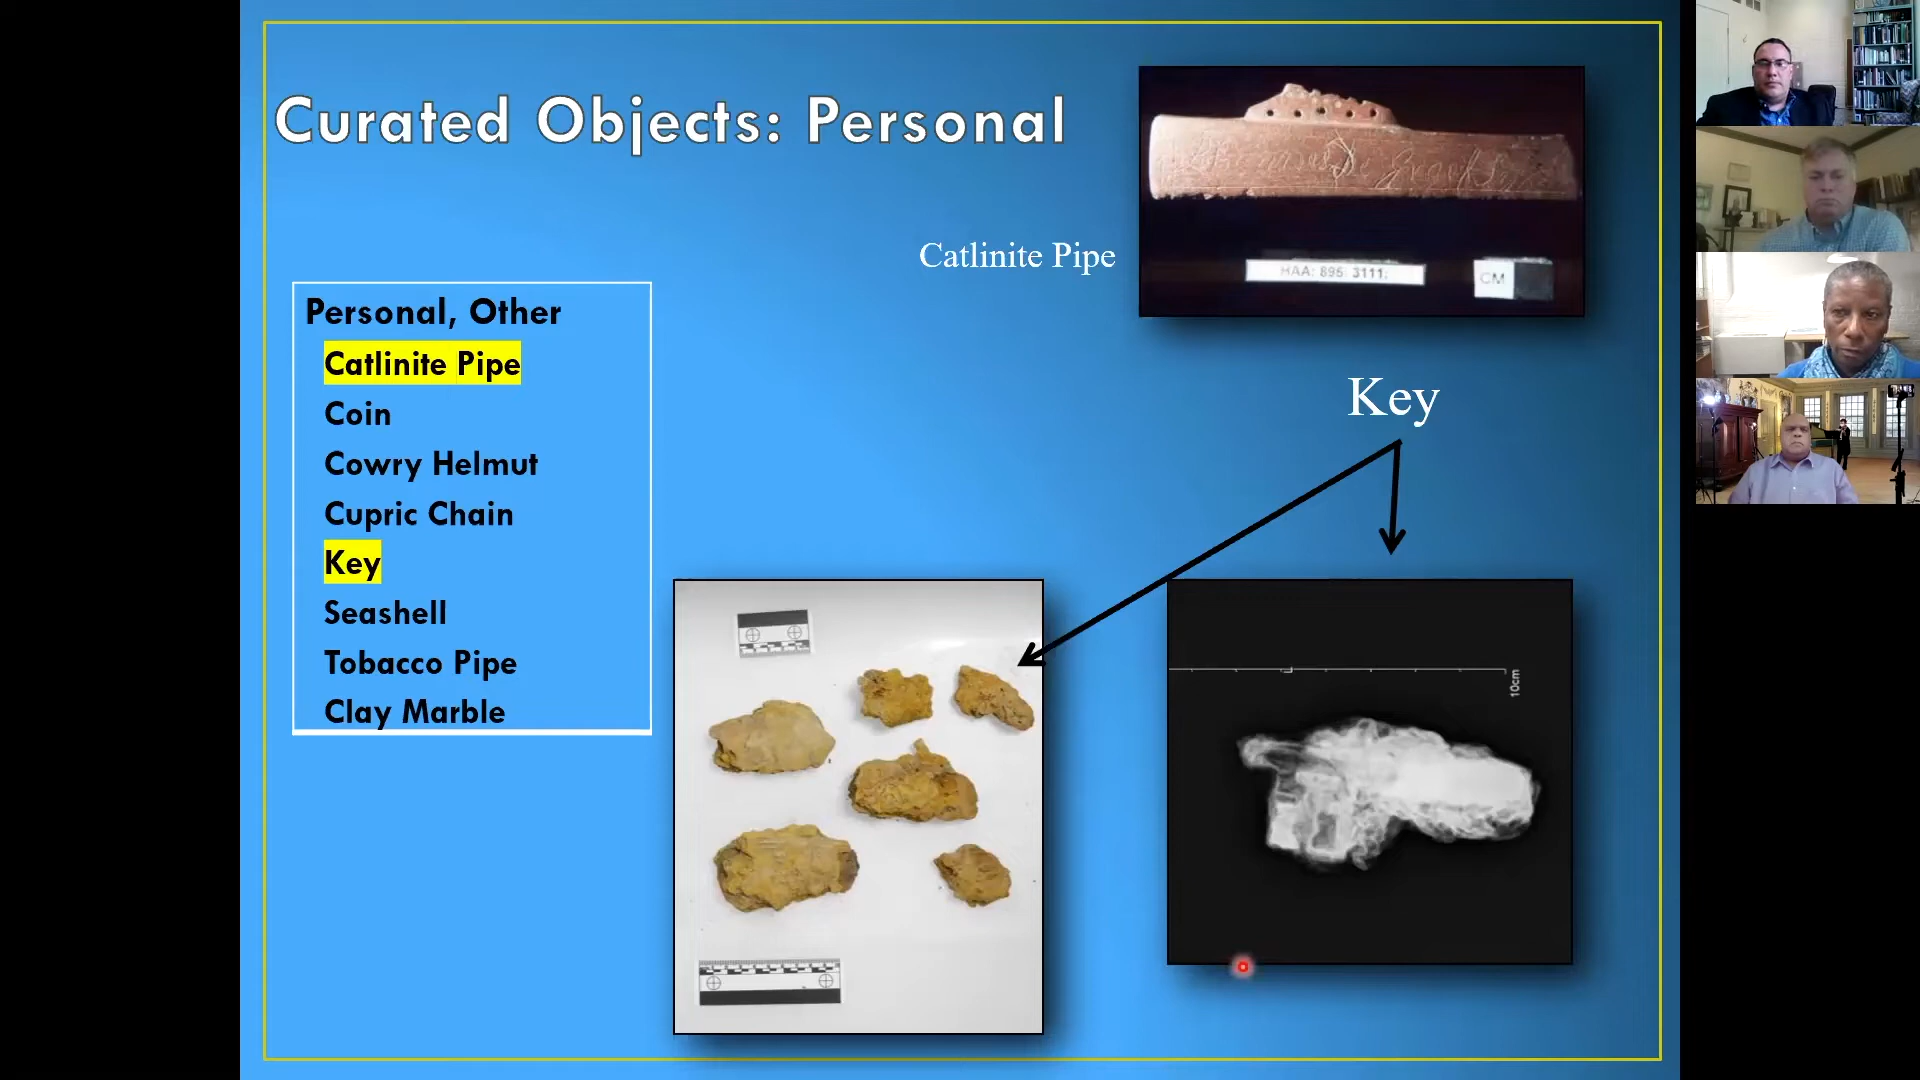 Curated Objects: Personal
Catlinite Pipe
HAA: 895. 3111:
CM
Personal, Other
Catlinite Pipe
Coin
Cowry Helmut
Cupric Chain
Key
Seashell
Tobacco Pipe
Clay Marble
Key
10cm